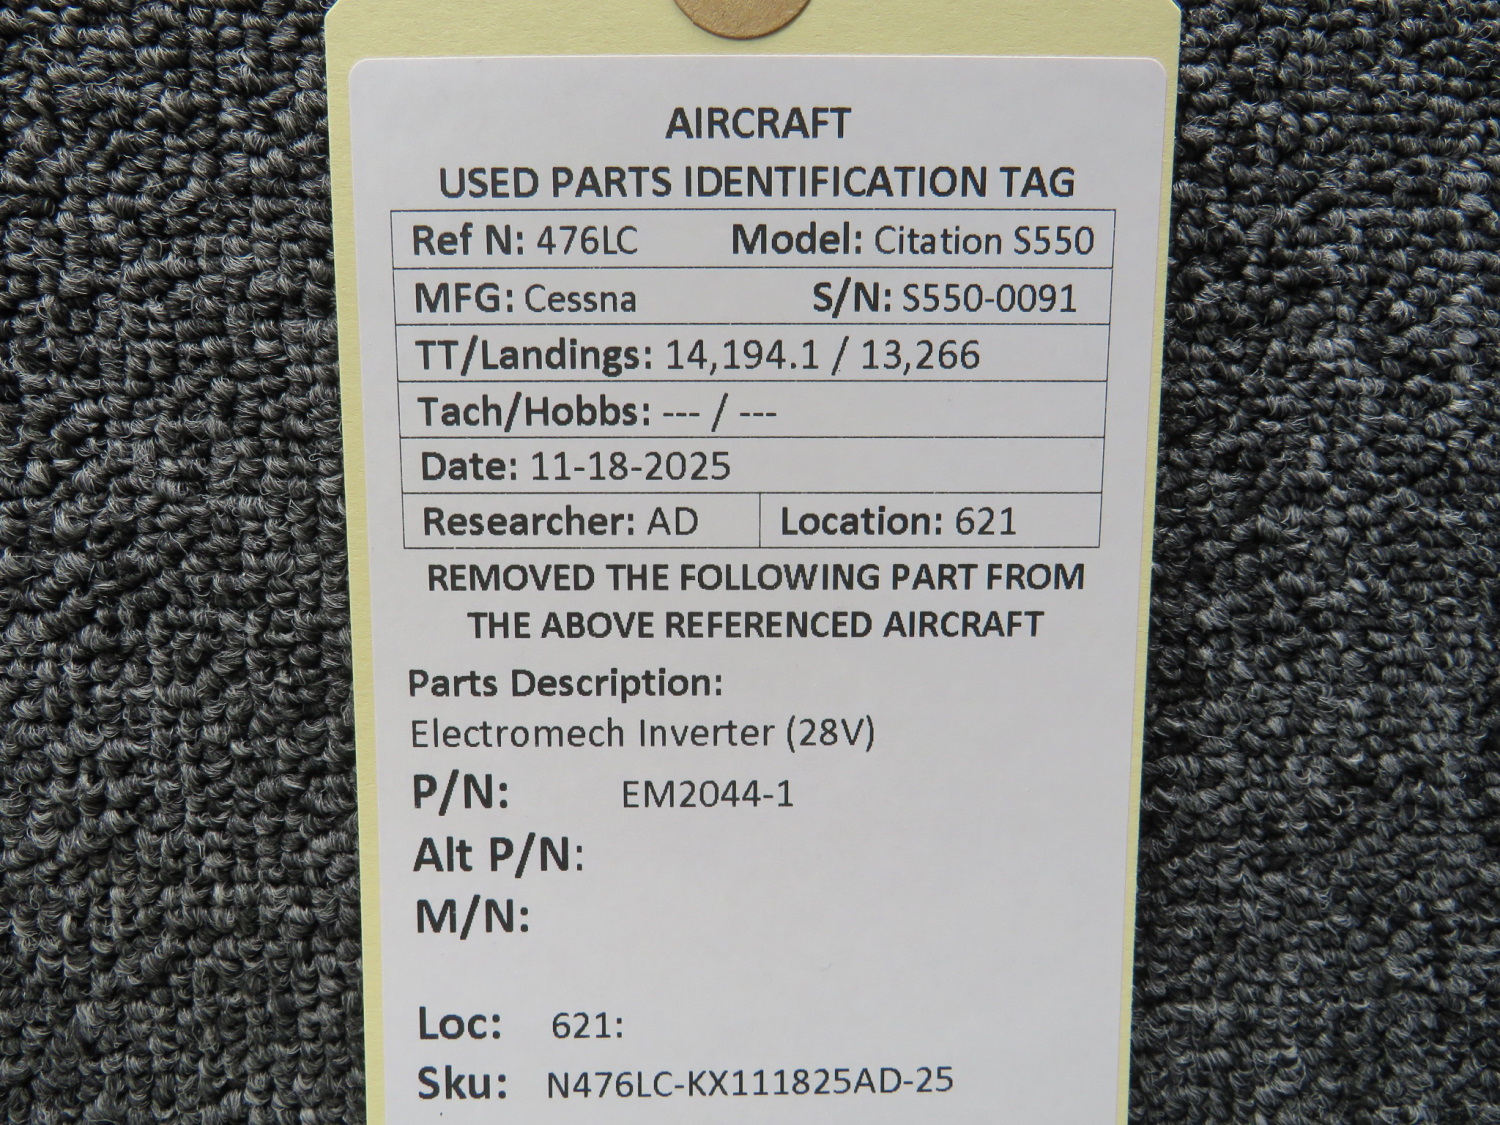 AIRCRAFT
USED PARTS IDENTIFICATION TAG
Ref N: 476LC Model: Citation S550
MFG: Cessna S/N: S550-0091
TT/Landings: 14,194.1 / 13,266
Tach/Hobbs: --- / ---
Date: 11-18-2025
Researcher: AD Location: 621
REMOVED THE FOLLOWING PART FROM
THE ABOVE REFERENCED AIRCRAFT
Parts Description:
Electromech Inverter (28V)
P/N: EM2044-1
Alt P/N:
M/N:
Loc: 621:
Sku: N476LC-KX111825AD-25